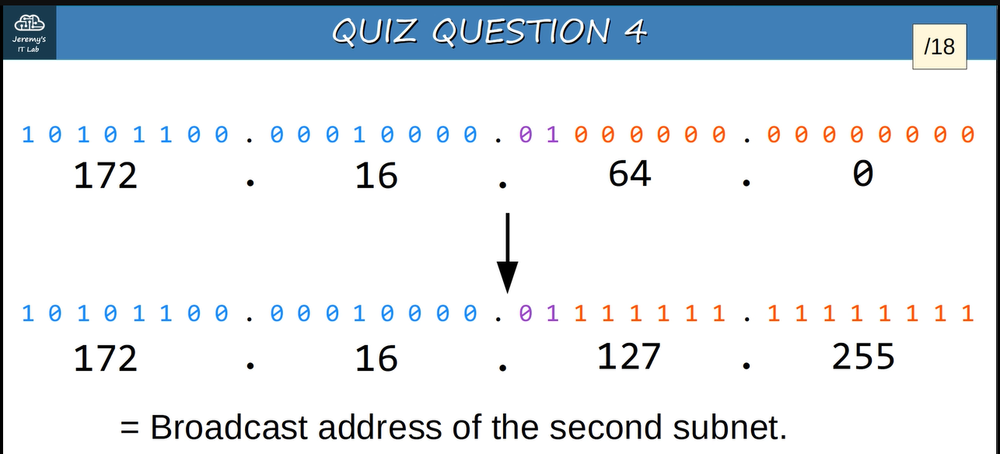 Jeremy's
IT Lab
QUIZ QUESTION 4
/18
1 0 1 0 1 1 0 0 . 0 0 0 1 0 0 0 0 . 0 1 0 0 0 0 0 0 . 0 0 0 0 0 0 0 0
172 . 16 . 64 . 0
1 0 1 0 1 1 0 0 . 0 0 0 1 0 0 0 0 . 0 1 1 1 1 1 1 1 . 1 1 1 1 1 1 1 1
172 . 16 . 127 . 255
= Broadcast address of the second subnet.